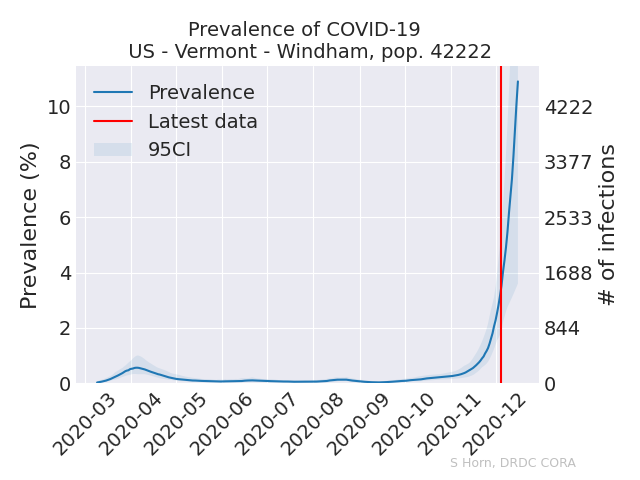 Prevalence of COVID-19
US - Vermont - Windham, pop. 42222
Prevalence
Latest data
95CI
Prevalence (%)
10
8
6
4
2
0
4222
3377
2533
1688
844
0
# of infections
2020-03
2020-04
2020-05
2020-06
2020-07
2020-08
2020-09
2020-10
2020-11
2020-12
S Horn, DRDC CORA